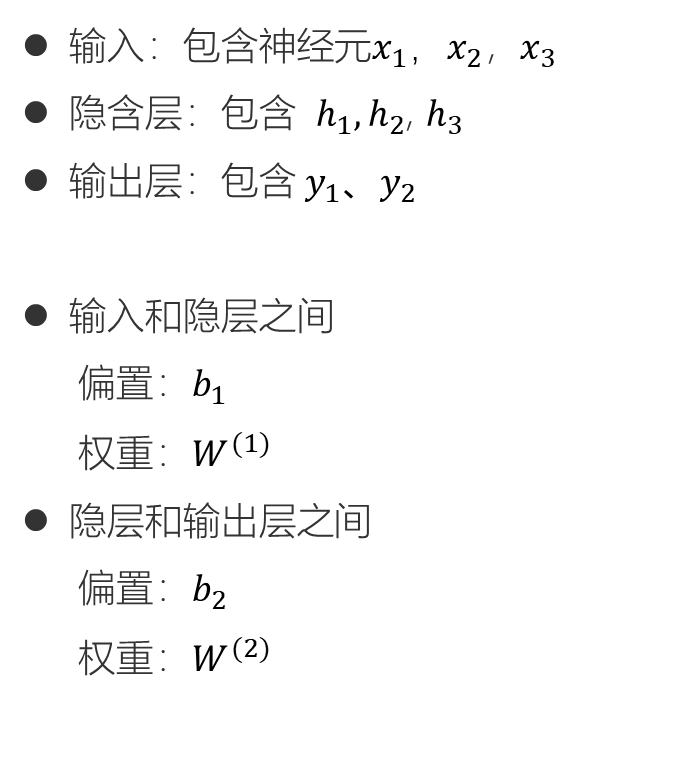 ● 输入：包含神经元x₁，x₂，x₃
● 隐含层：包含 h₁,h₂，h₃
● 输出层：包含 y₁、y₂
● 输入和隐层之间
偏置：b₁
权重：W⁽¹⁾
● 隐层和输出层之间
偏置：b₂
权重：W⁽²⁾